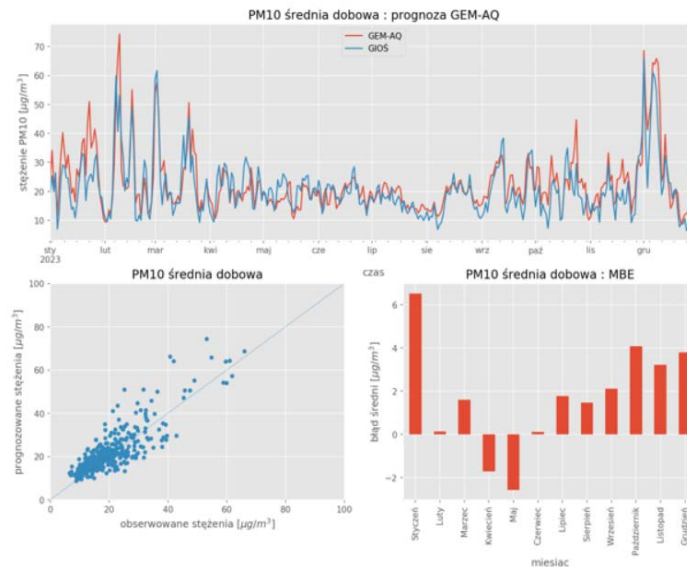 PM10 średnia dobowa : prognoza GEM-AQ
GEM-AQ
GIOŚ
stężenie PM10 [μg/m³]
70
60
50
40
30
20
10
sty
2023
lut
mar
kwi
maj
cze
lip
sie
wrz
paź
lis
gru
czas
PM10 średnia dobowa
prognozowane stężenia [μg/m³]
100
80
60
40
20
0
0
20
40
60
80
100
obserwowane stężenia [μg/m³]
PM10 średnia dobowa : MBE
błąd średni [μg/m³]
6
4
2
0
−2
Styczeń
Luty
Marzec
Kwiecień
Maj
Czerwiec
Lipiec
Sierpień
Wrzesień
Październik
Listopad
Grudzień
miesiac